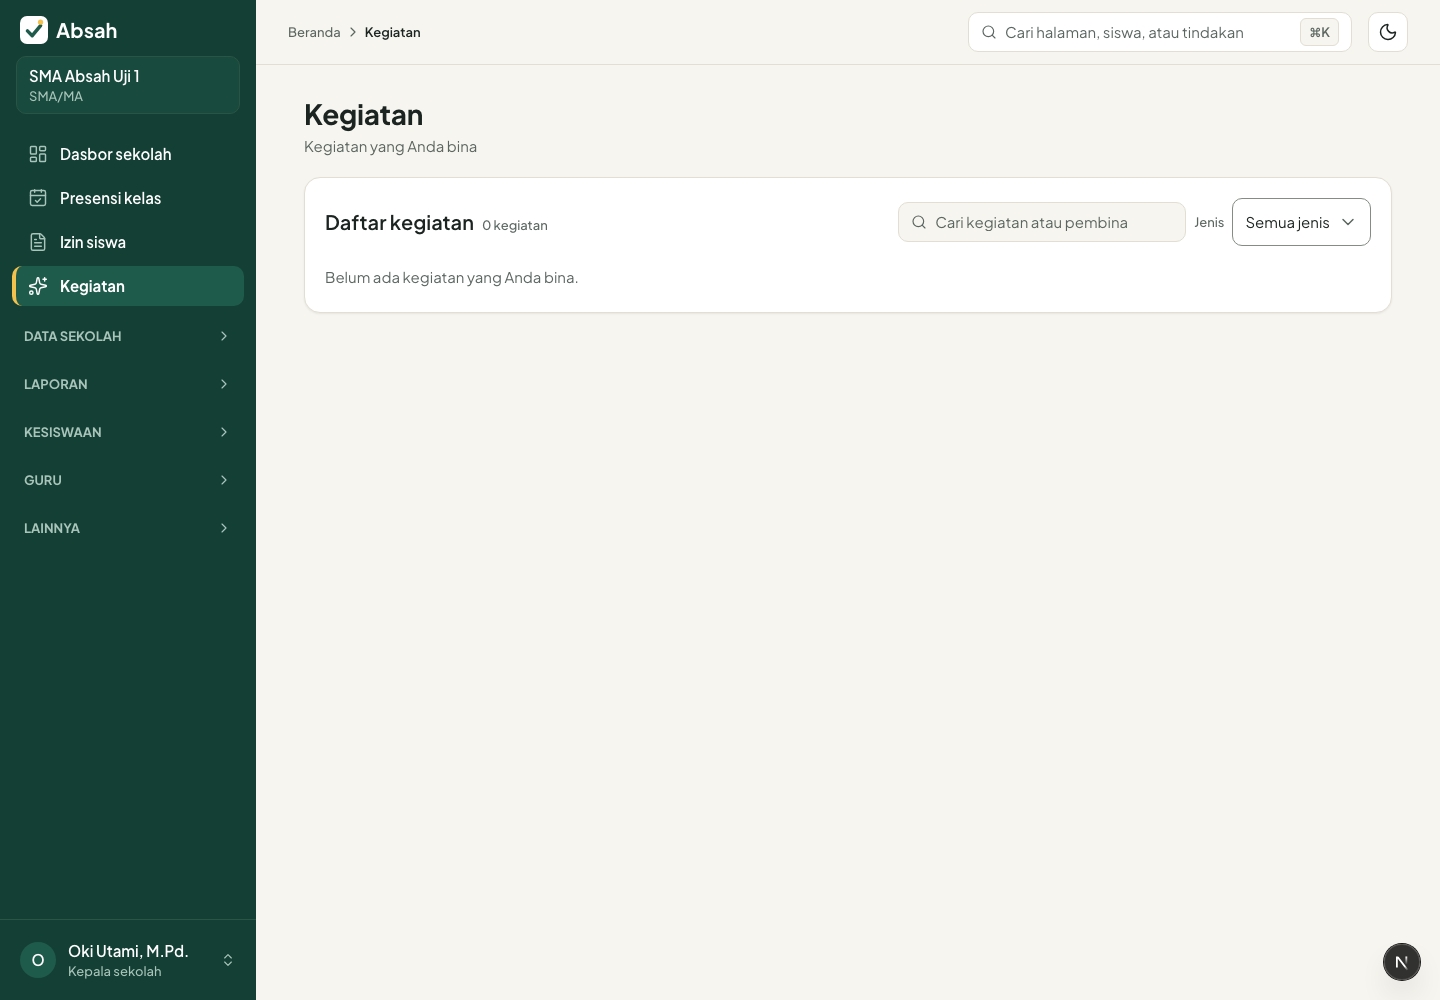 Absah
SMA Absah Uji 1
SMA/MA
Dasbor sekolah
Presensi kelas
Izin siswa
Kegiatan
DATA SEKOLAH
LAPORAN
KESISWAAN
GURU
LAINNYA
O
Oki Utami, M.Pd.
Kepala sekolah
Beranda > Kegiatan
Cari halaman, siswa, atau tindakan ⌘K
Kegiatan
Kegiatan yang Anda bina
Daftar kegiatan 0 kegiatan
Cari kegiatan atau pembina Jenis Semua jenis
Belum ada kegiatan yang Anda bina.
N